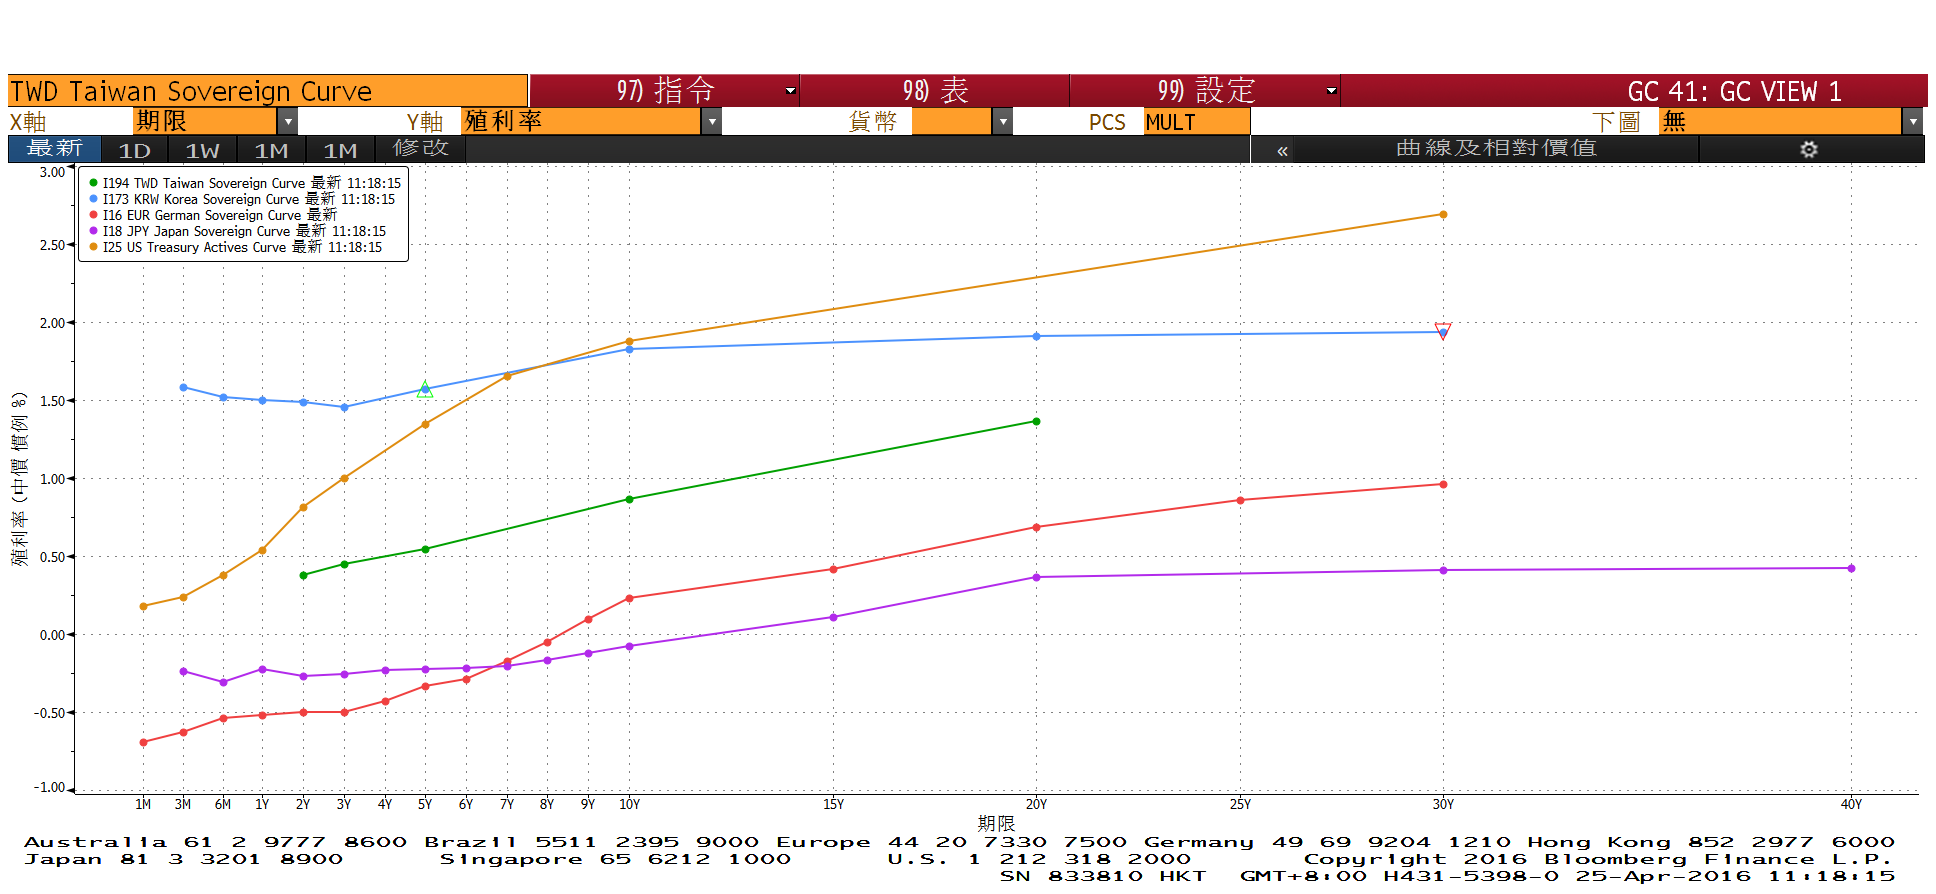 TWD Taiwan Sovereign Curve 97) 指令 98) 表 99) 設定 GC 41: GC VIEW 1
X軸 期限 Y軸 殖利率 貨幣 PCS MULT 下圖 無
最新 1D 1W 1M 1M 修改 « 曲線及相對價值
I194 TWD Taiwan Sovereign Curve 最新 11:18:15
I173 KRW Korea Sovereign Curve 最新 11:18:15
I16 EUR German Sovereign Curve 最新
I18 JPY Japan Sovereign Curve 最新 11:18:15
I25 US Treasury Actives Curve 最新 11:18:15
3.00
2.50
2.00
1.50
1.00
0.50
0.00
-0.50
-1.00
殖利率 (中價 慣例 %)
1M 3M 6M 1Y 2Y 3Y 4Y 5Y 6Y 7Y 8Y 9Y 10Y 15Y 20Y 25Y 30Y 40Y
期限
Australia 61 2 9777 8600 Brazil 5511 2395 9000 Europe 44 20 7330 7500 Germany 49 69 9204 1210 Hong Kong 852 2977 6000
Japan 81 3 3201 8900 Singapore 65 6212 1000 U.S. 1 212 318 2000 Copyright 2016 Bloomberg Finance L.P.
SN 833810 HKT GMT+8:00 H431-5398-0 25-Apr-2016 11:18:15